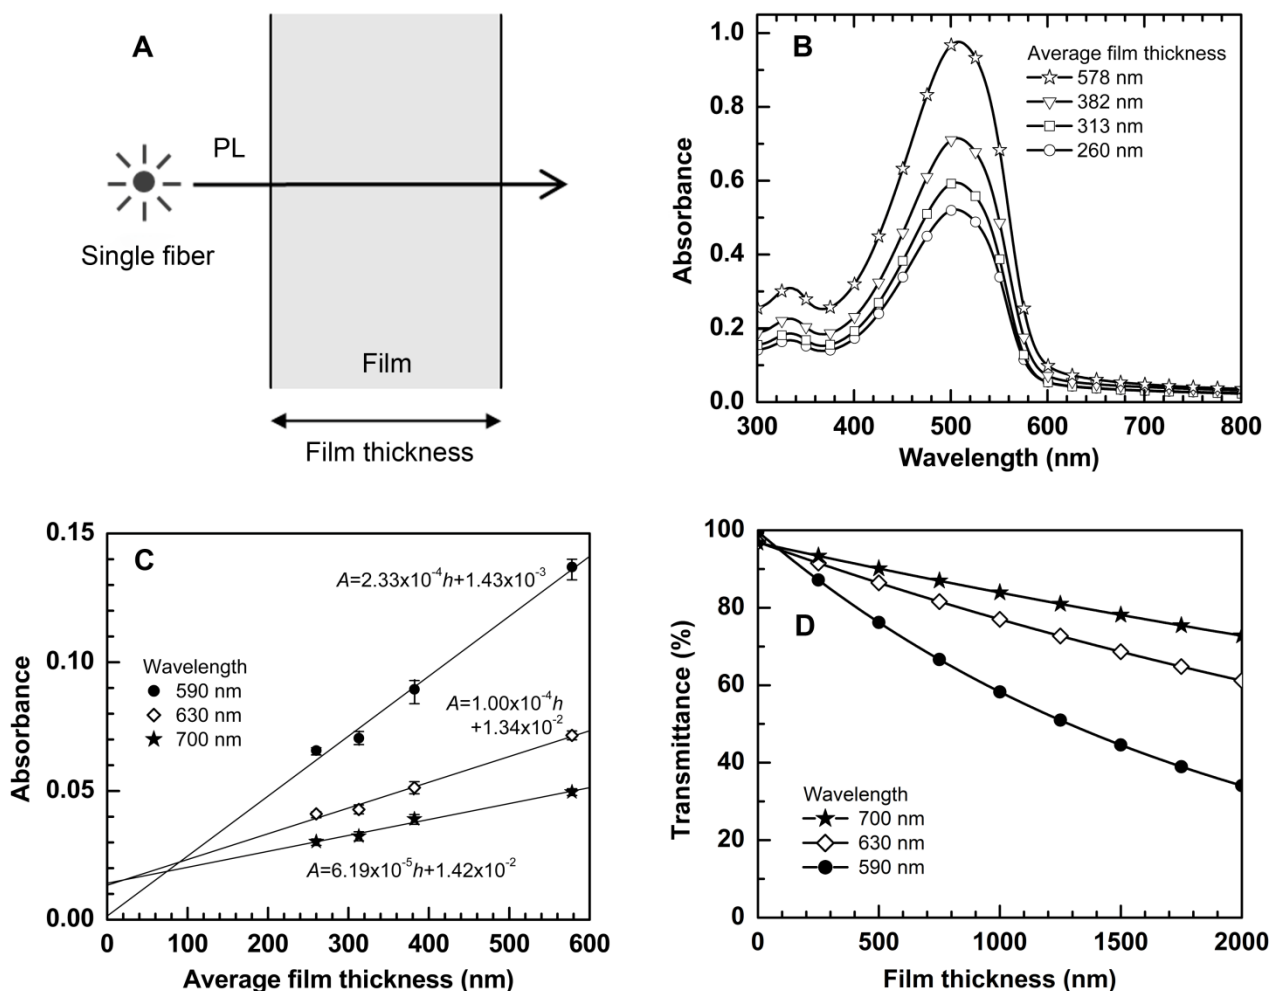 A
PL
Single fiber
Film
Film thickness
B
Average film thickness
578 nm
382 nm
313 nm
260 nm
1.0
0.8
0.6
0.4
0.2
0.0
Absorbance
300 400 500 600 700 800
Wavelength (nm)
C
A=2.33x10⁻⁴h+1.43x10⁻³
Wavelength
590 nm
630 nm
700 nm
A=1.00x10⁻⁴h
+1.34x10⁻²
A=6.19x10⁻⁵h+1.42x10⁻²
0.15
0.10
0.05
0.00
Absorbance
0 100 200 300 400 500 600
Average film thickness (nm)
D
Wavelength
700 nm
630 nm
590 nm
100
80
60
40
20
0
Transmittance (%)
0 500 1000 1500 2000
Film thickness (nm)